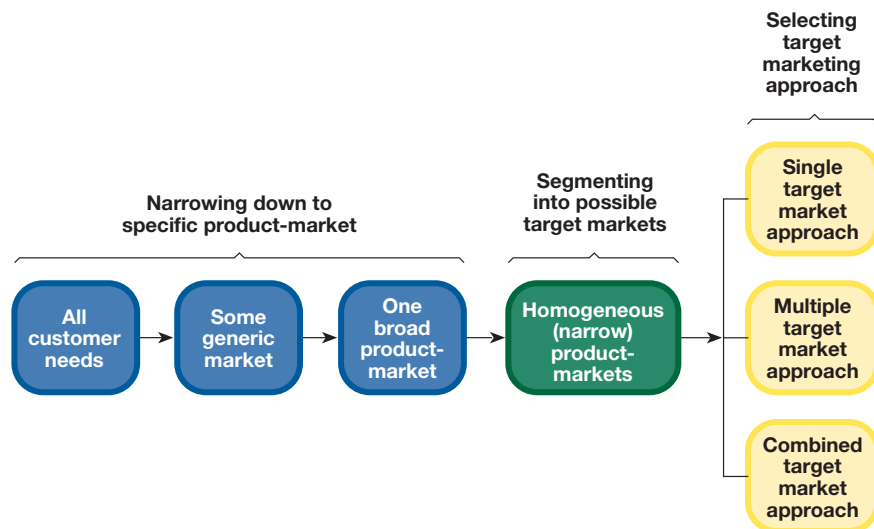 Selecting
target
marketing
approach
Narrowing down to
specific product-market
Segmenting
into possible
target markets
All
customer
needs
Some
generic
market
One
broad
product-
market
Homogeneous
(narrow)
product-
markets
Single
target
market
approach
Multiple
target
market
approach
Combined
target
market
approach